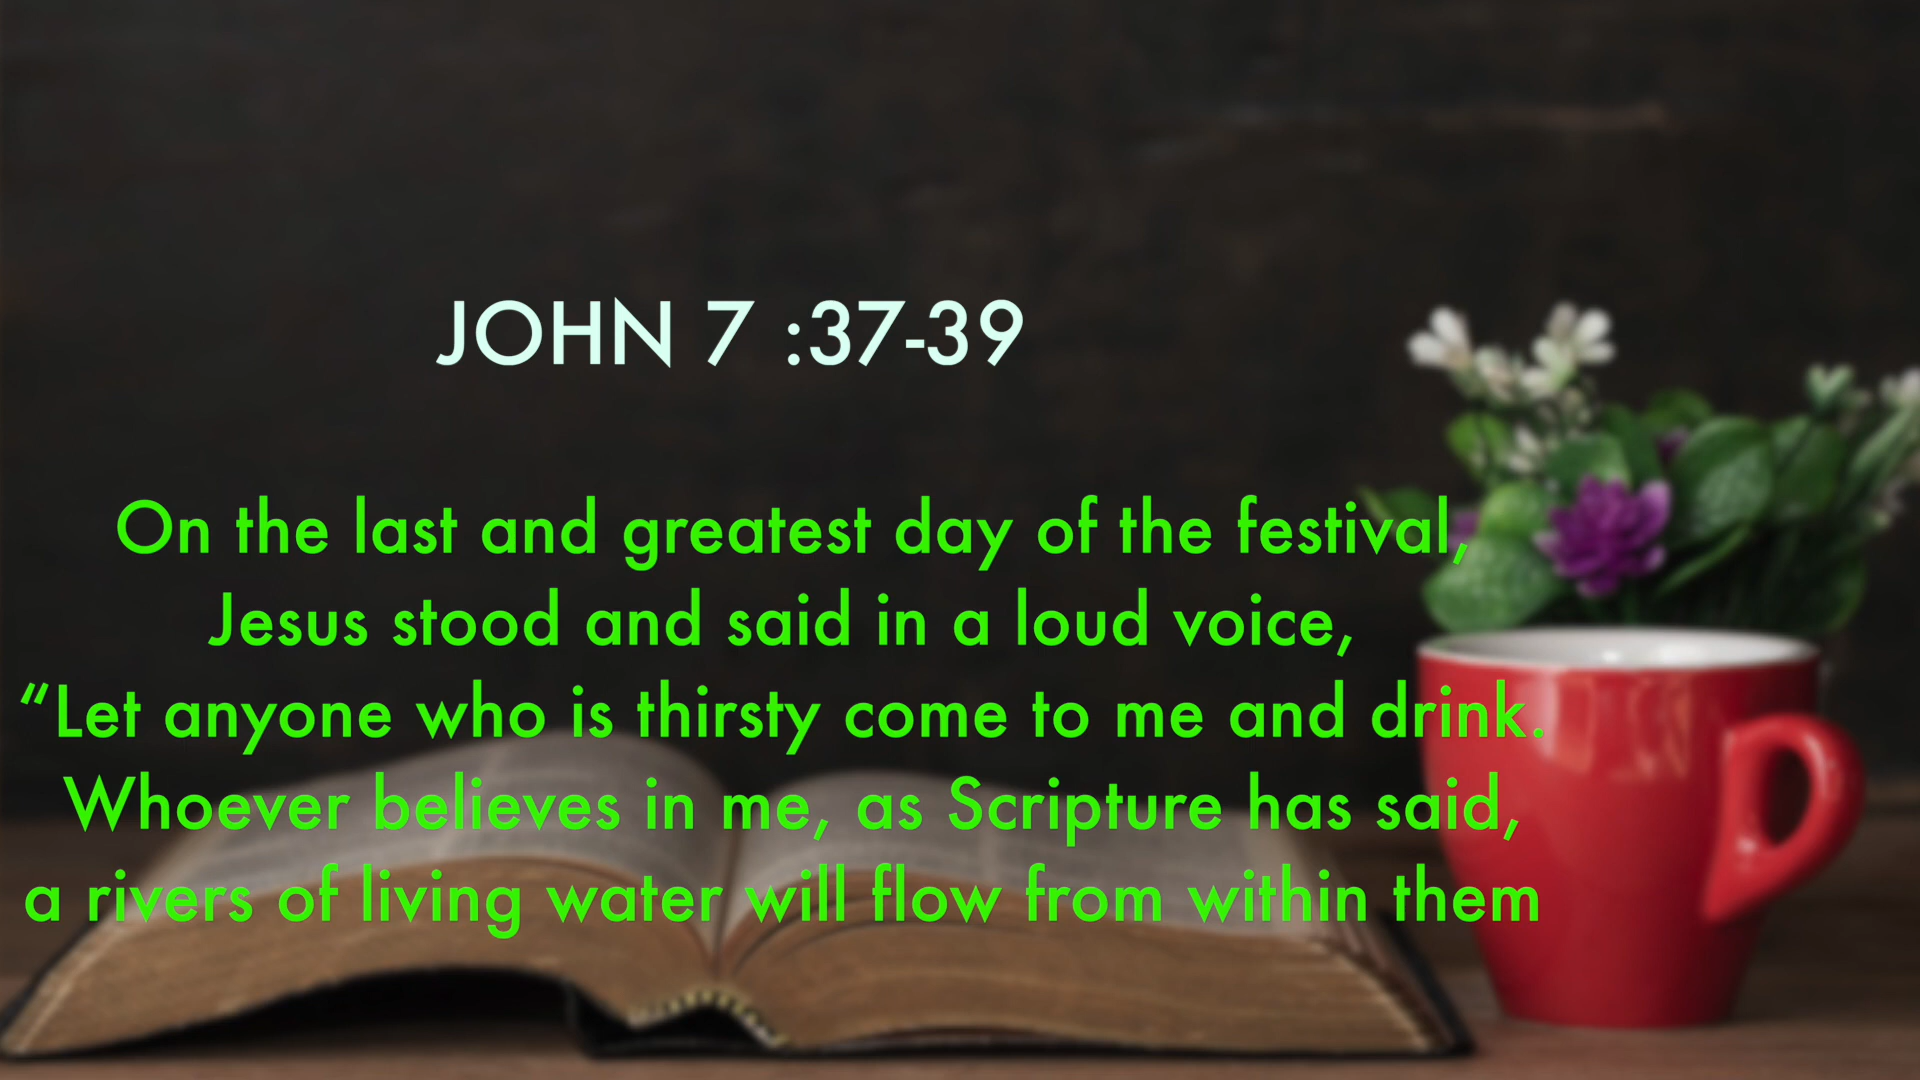 JOHN 7 :37-39
On the last and greatest day of the festival,
Jesus stood and said in a loud voice,
“Let anyone who is thirsty come to me and drink.
Whoever believes in me, as Scripture has said,
a rivers of living water will flow from within them